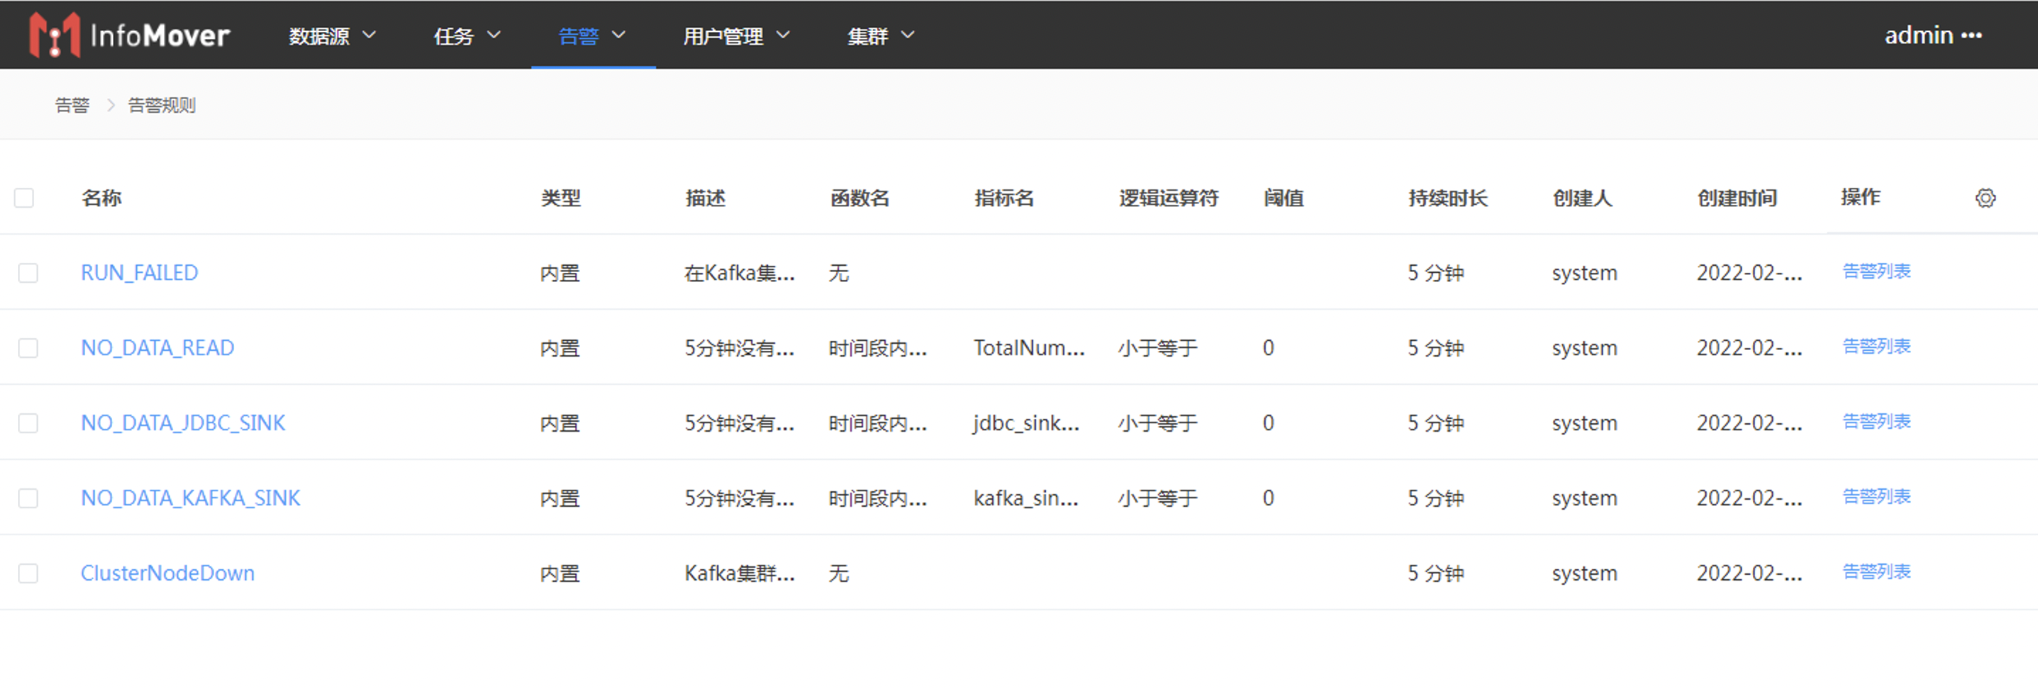 InfoMover 数据源 任务 告警 用户管理 集群 admin •••
告警 > 告警规则
名称 类型 描述 函数名 指标名 逻辑运算符 阈值 持续时长 创建人 创建时间 操作
RUN_FAILED 内置 在Kafka集... 无 5 分钟 system 2022-02-... 告警列表
NO_DATA_READ 内置 5分钟没有... 时间段内... TotalNum... 小于等于 0 5 分钟 system 2022-02-... 告警列表
NO_DATA_JDBC_SINK 内置 5分钟没有... 时间段内... jdbc_sink... 小于等于 0 5 分钟 system 2022-02-... 告警列表
NO_DATA_KAFKA_SINK 内置 5分钟没有... 时间段内... kafka_sin... 小于等于 0 5 分钟 system 2022-02-... 告警列表
ClusterNodeDown 内置 Kafka集群... 无 5 分钟 system 2022-02-... 告警列表